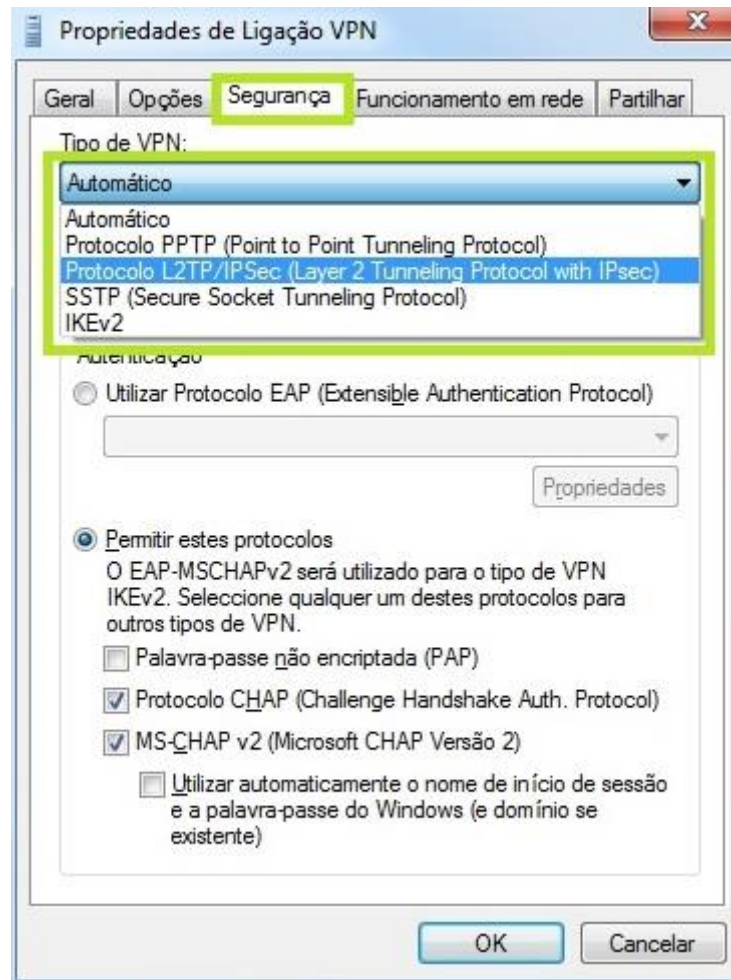 Propriedades de Ligação VPN
Geral Opções Segurança Funcionamento em rede Partilhar
Tipo de VPN:
Automático
Automático
Protocolo PPTP (Point to Point Tunneling Protocol)
Protocolo L2TP/IPSec (Layer 2 Tunneling Protocol with IPsec)
SSTP (Secure Socket Tunneling Protocol)
IKEv2
Autenticação
Utilizar Protocolo EAP (Extensible Authentication Protocol)
Propriedades
Permitir estes protocolos
O EAP-MSCHAPv2 será utilizado para o tipo de VPN
IKEv2. Seleccione qualquer um destes protocolos para
outros tipos de VPN.
Palavra-passe não encriptada (PAP)
Protocolo CHAP (Challenge Handshake Auth. Protocol)
MS-CHAP v2 (Microsoft CHAP Versão 2)
Utilizar automaticamente o nome de início de sessão
e a palavra-passe do Windows (e domínio se
existente)
OK Cancelar